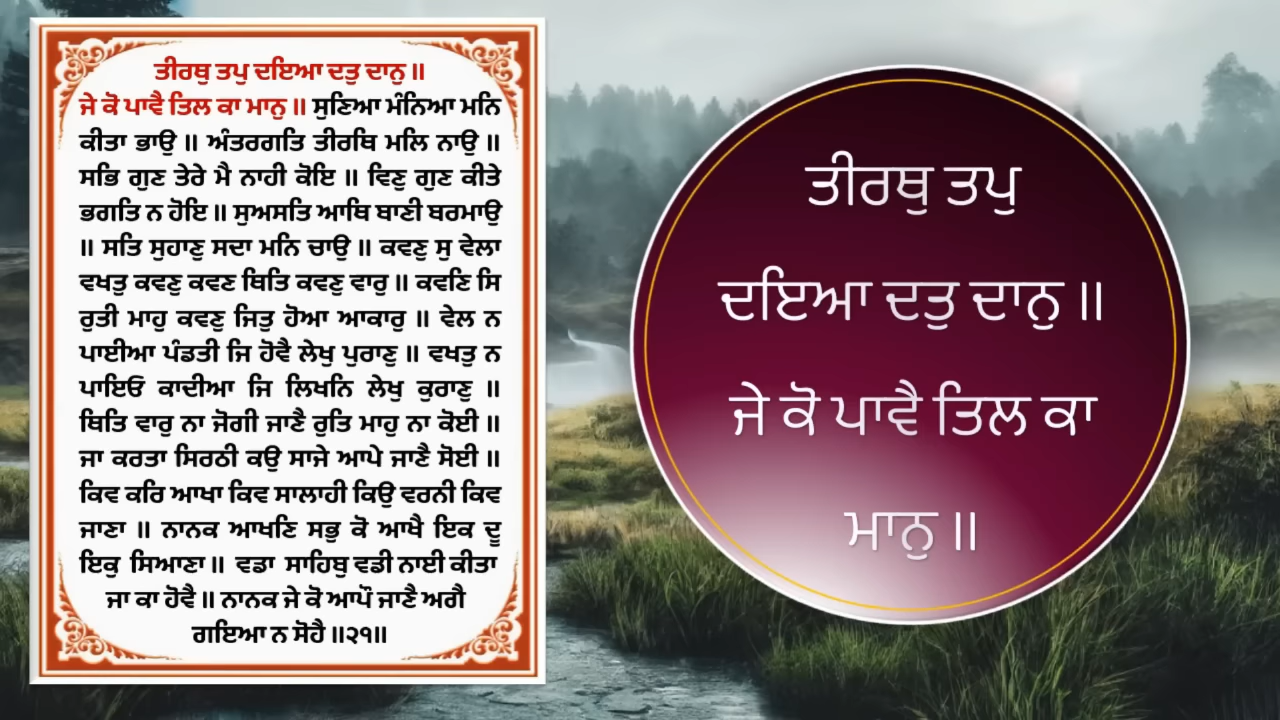 ਤੀਰਥੁ ਤਪੁ ਦਇਆ ਦਤੁ ਦਾਨੁ ॥
ਜੇ ਕੋ ਪਾਵੈ ਤਿਲ ਕਾ ਮਾਨੁ ॥ ਸੁਣਿਆ ਮੰਨਿਆ ਮਨਿ
ਕੀਤਾ ਭਾਉ ॥ ਅੰਤਰਗਤਿ ਤੀਰਥਿ ਮਲਿ ਨਾਉ ॥
ਸਭਿ ਗੁਣ ਤੇਰੇ ਮੈ ਨਾਹੀ ਕੋਇ ॥ ਵਿਣੁ ਗੁਣ ਕੀਤੇ
ਭਗਤਿ ਨ ਹੋਇ ॥ ਸੁਅਸਤਿ ਆਥਿ ਬਾਣੀ ਬਰਮਾਉ
॥ ਸਤਿ ਸੁਹਾਣੁ ਸਦਾ ਮਨਿ ਚਾਉ ॥ ਕਵਣੁ ਸੁ ਵੇਲਾ
ਵਖਤੁ ਕਵਣੁ ਕਵਣ ਥਿਤਿ ਕਵਣੁ ਵਾਰੁ ॥ ਕਵਣਿ ਸਿ
ਰੁਤੀ ਮਾਹੁ ਕਵਣੁ ਜਿਤੁ ਹੋਆ ਆਕਾਰੁ ॥ ਵੇਲ ਨ
ਪਾਈਆ ਪੰਡਤੀ ਜਿ ਹੋਵੈ ਲੇਖੁ ਪੁਰਾਣੁ ॥ ਵਖਤੁ ਨ
ਪਾਇਓ ਕਾਦੀਆ ਜਿ ਲਿਖਨਿ ਲੇਖੁ ਕੁਰਾਣੁ ॥
ਥਿਤਿ ਵਾਰੁ ਨਾ ਜੋਗੀ ਜਾਣੈ ਰੁਤਿ ਮਾਹੁ ਨਾ ਕੋਈ ॥
ਜਾ ਕਰਤਾ ਸਿਰਠੀ ਕਉ ਸਾਜੇ ਆਪੇ ਜਾਣੈ ਸੋਈ ॥
ਕਿਵ ਕਰਿ ਆਖਾ ਕਿਵ ਸਾਲਾਹੀ ਕਿਉ ਵਰਨੀ ਕਿਵ
ਜਾਣਾ ॥ ਨਾਨਕ ਆਖਣਿ ਸਭੁ ਕੋ ਆਖੈ ਇਕ ਦੂ
ਇਕੁ ਸਿਆਣਾ ॥ ਵਡਾ ਸਾਹਿਬੁ ਵਡੀ ਨਾਈ ਕੀਤਾ
ਜਾ ਕਾ ਹੋਵੈ ॥ ਨਾਨਕ ਜੇ ਕੋ ਆਪੌ ਜਾਣੈ ਅਗੈ
ਗਇਆ ਨ ਸੋਹੈ ॥੨੧॥
ਤੀਰਥੁ ਤਪੁ
ਦਇਆ ਦਤੁ ਦਾਨੁ ॥
ਜੇ ਕੋ ਪਾਵੈ ਤਿਲ ਕਾ
ਮਾਨੁ ॥